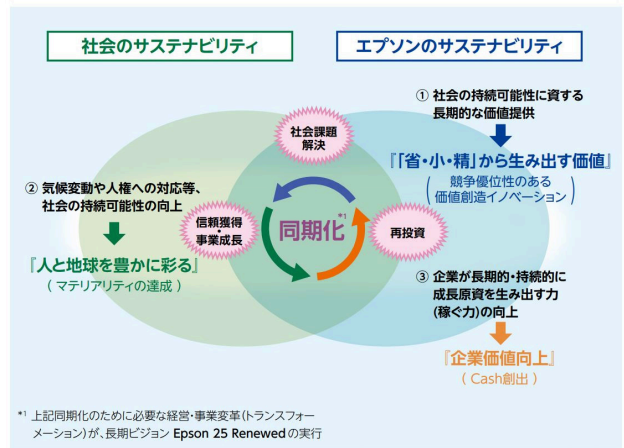 社会のサステナビリティ
エプソンのサステナビリティ
① 社会の持続可能性に資する
長期的な価値提供
『「省・小・精」から生み出す価値』
( 競争優位性のある
価値創造イノベーション )
社会課題
解決
② 気候変動や人権への対応等、
社会の持続可能性の向上
『人と地球を豊かに彩る』
( マテリアリティの達成 )
信頼獲得
・
事業成長
同期化*1
再投資
③ 企業が長期的・持続的に
成長原資を生み出す力
(稼ぐ力)の向上
『企業価値向上』
( Cash創出 )
*1 上記同期化のために必要な経営・事業変革(トランスフォー
メーション)が、長期ビジョン Epson 25 Renewed の実行